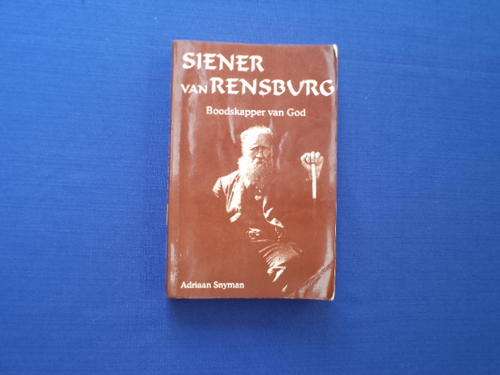 SIENER
VAN RENSBURG
Boodskapper van God
Adriaan Snyman